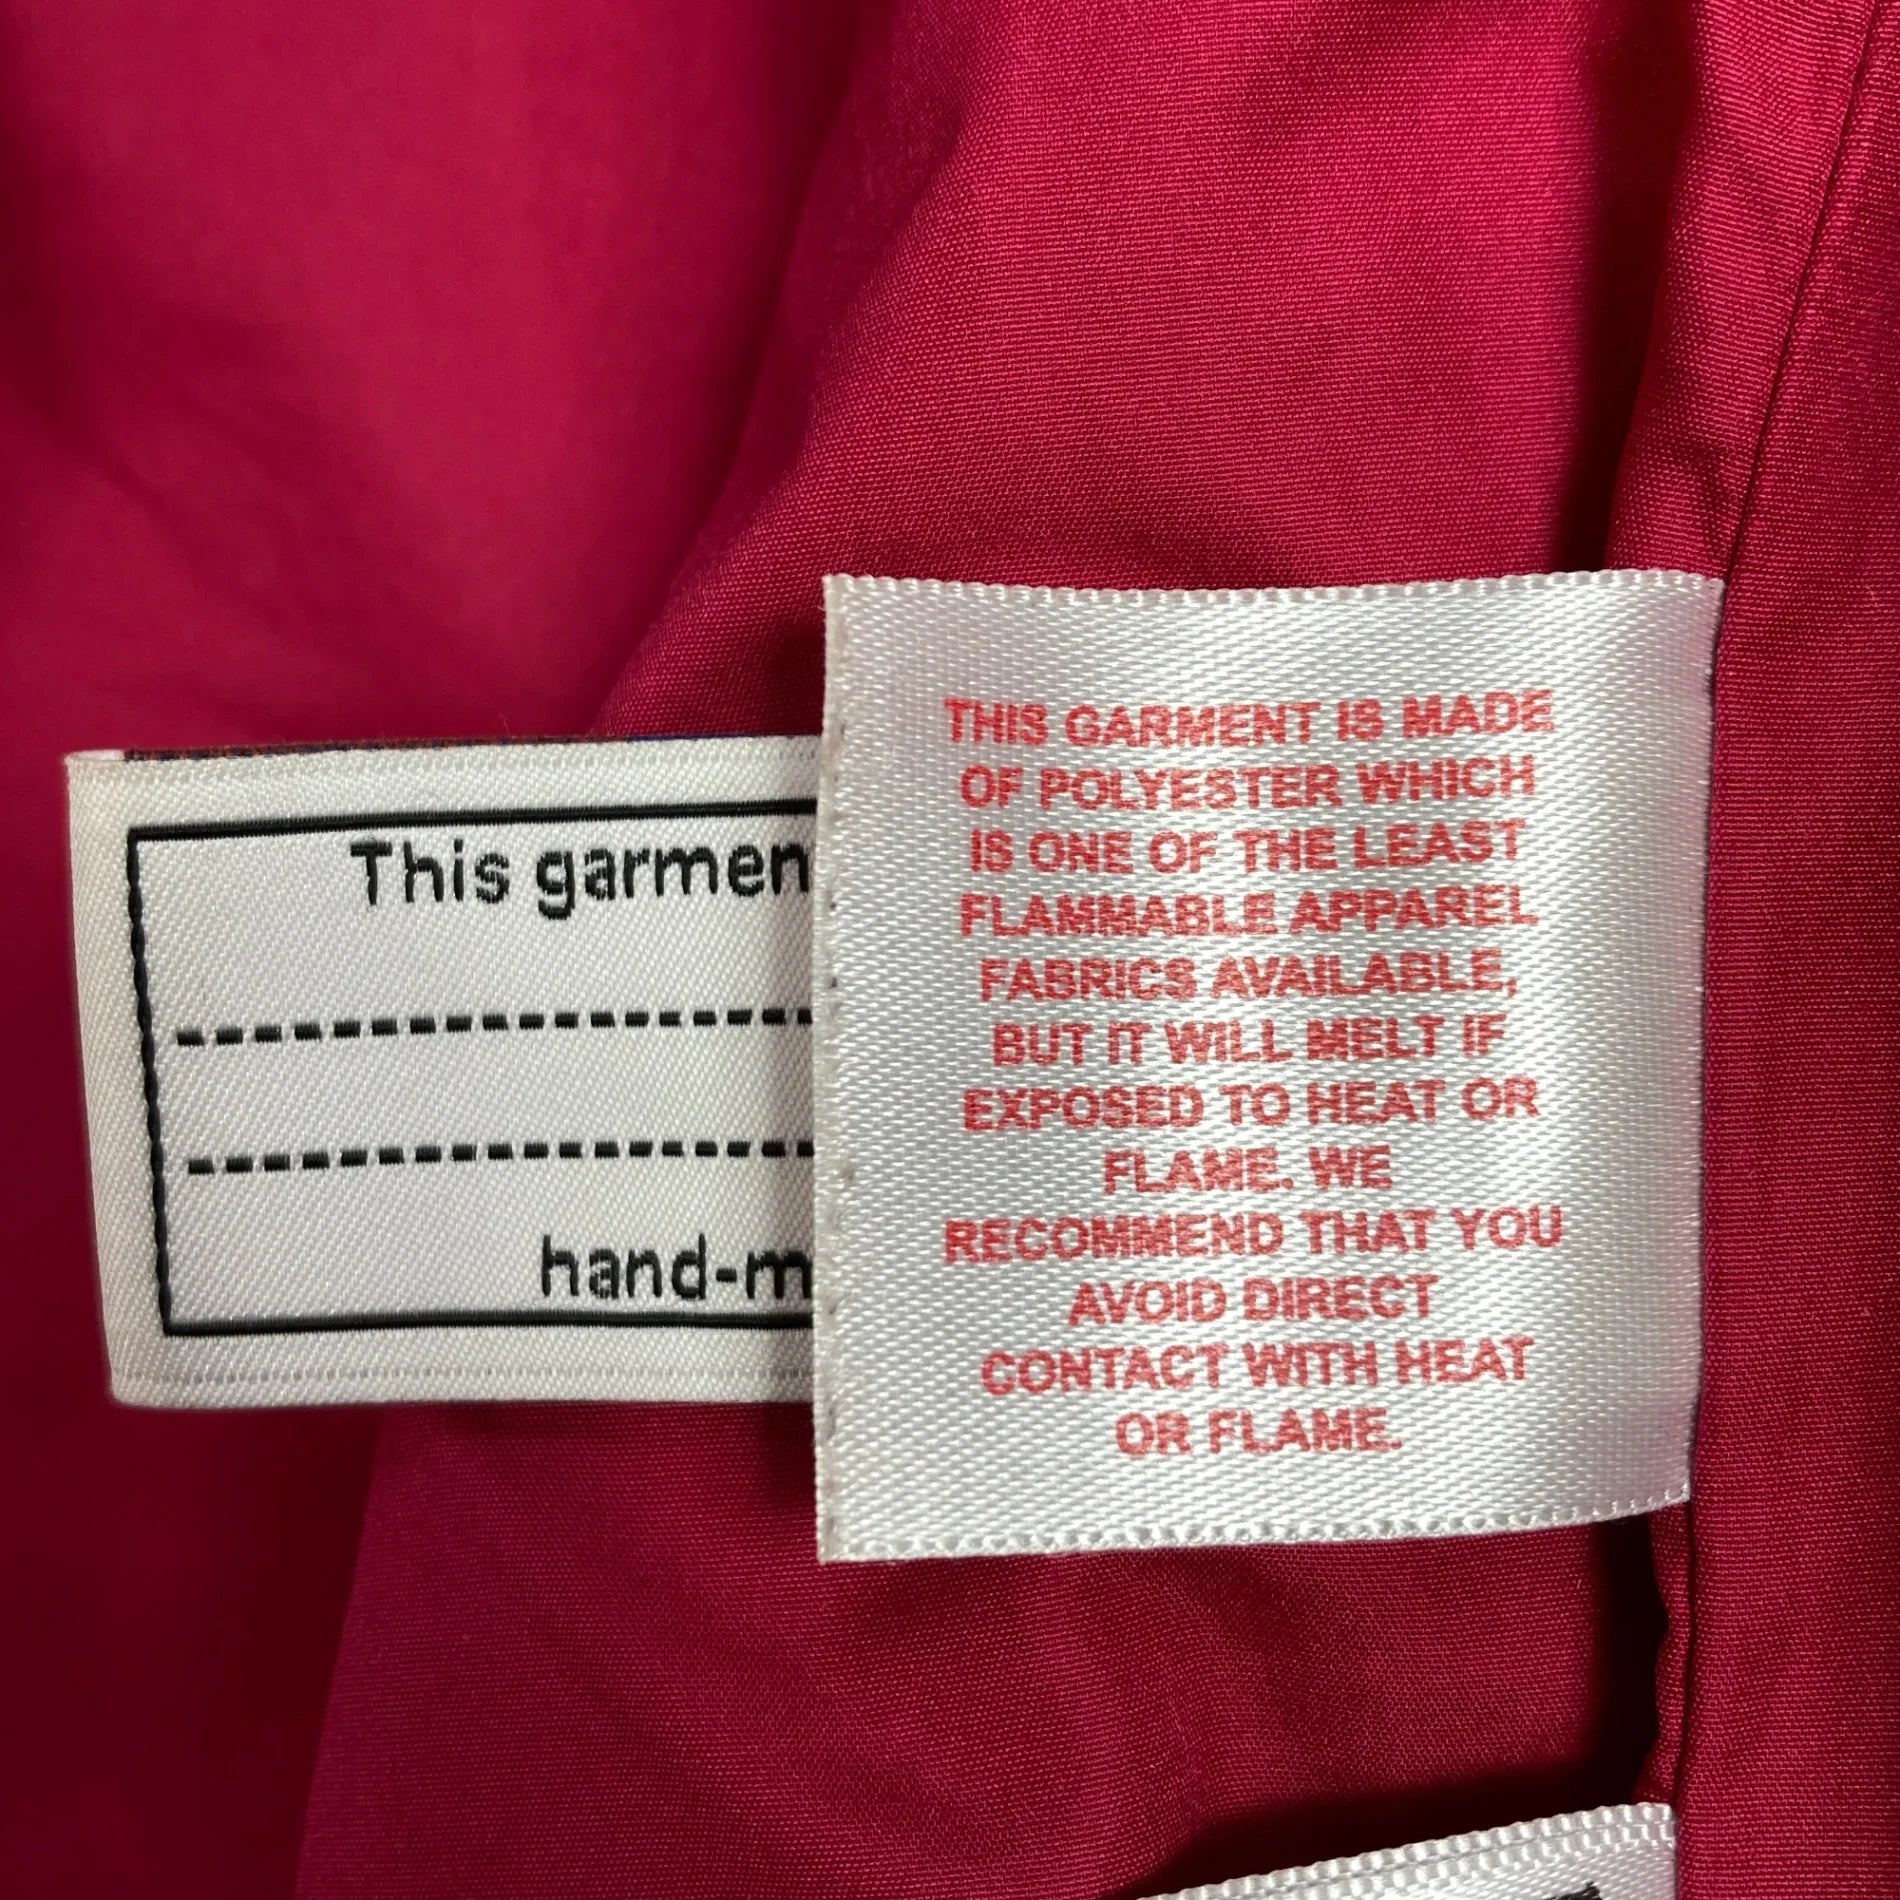 This garmen
hand-m
THIS GARMENT IS MADE
OF POLYESTER WHICH
IS ONE OF THE LEAST
FLAMMABLE APPAREL
FABRICS AVAILABLE,
BUT IT WILL MELT IF
EXPOSED TO HEAT OR
FLAME. WE
RECOMMEND THAT YOU
AVOID DIRECT
CONTACT WITH HEAT
OR FLAME.